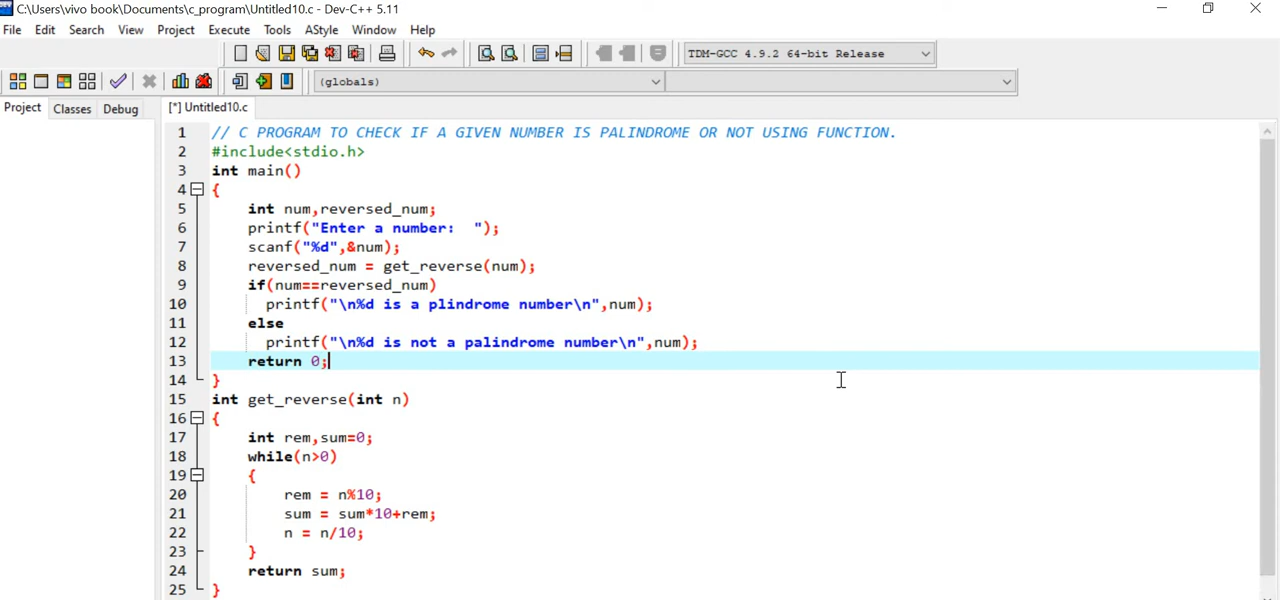 C:\Users\vivo book\Documents\c_program\Untitled10.c - Dev-C++ 5.11
File Edit Search View Project Execute Tools AStyle Window Help
TDM-GCC 4.9.2 64-bit Release
(globals)
Project Classes Debug [*] Untitled10.c
1 // C PROGRAM TO CHECK IF A GIVEN NUMBER IS PALINDROME OR NOT USING FUNCTION.
2 #include<stdio.h>
3 int main()
4 {
5 int num,reversed_num;
6 printf("Enter a number:  ");
7 scanf("%d",&num);
8 reversed_num = get_reverse(num);
9 if(num==reversed_num)
10 printf("\n%d is a plindrome number\n",num);
11 else
12 printf("\n%d is not a palindrome number\n",num);
13 return 0;
14 }
15 int get_reverse(int n)
16 {
17 int rem,sum=0;
18 while(n>0)
19 {
20 rem = n%10;
21 sum = sum*10+rem;
22 n = n/10;
23 }
24 return sum;
25 }